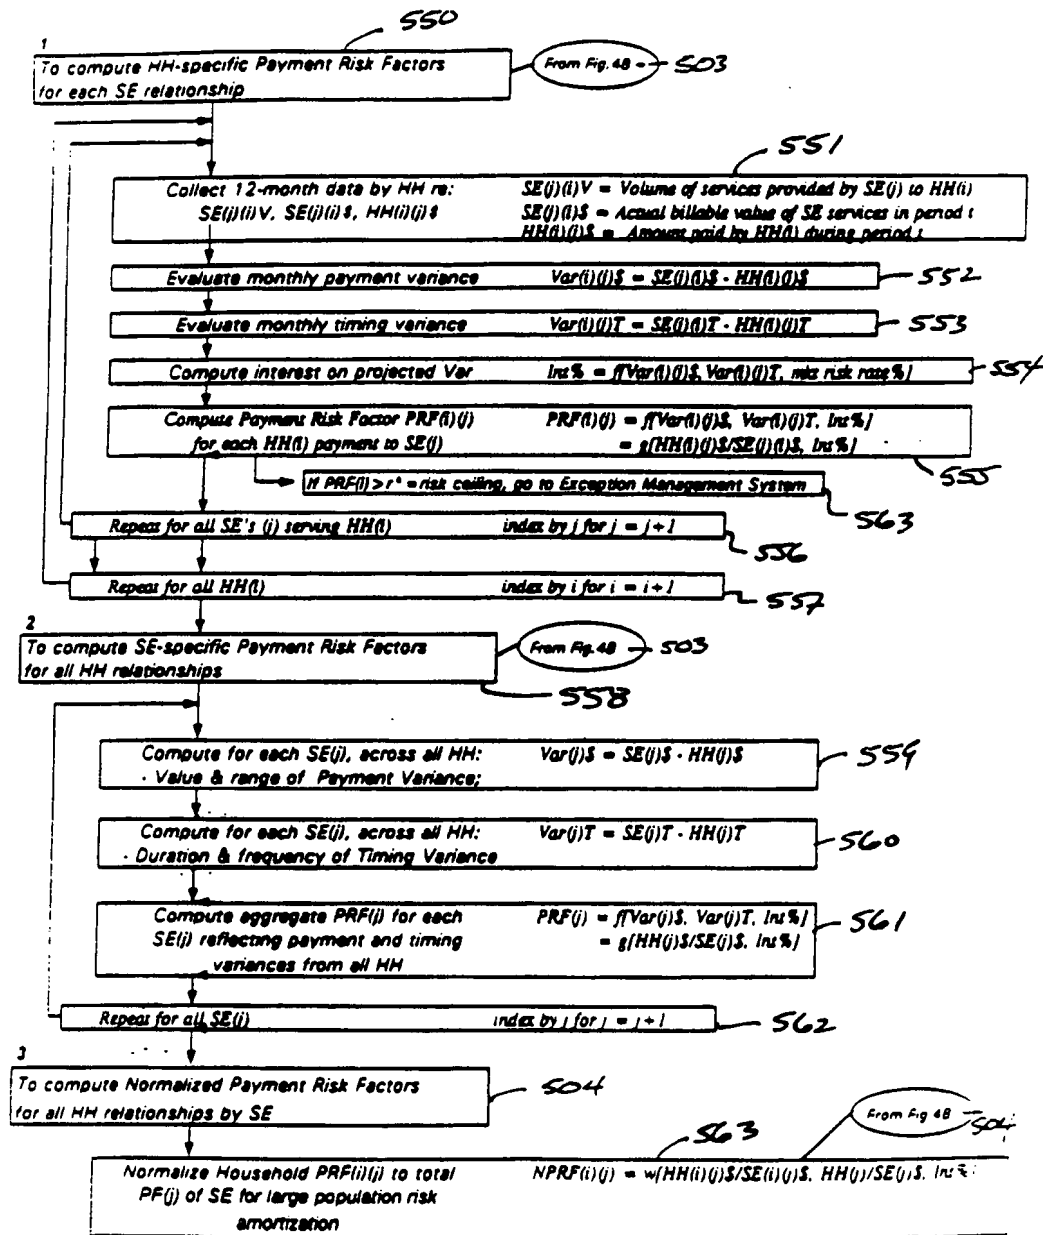 550
1
To compute HH-specific Payment Risk Factors
for each SE relationship
From Fig. 4B
503
551
Collect 12-month data by HH re:
SE(j)(i)V, SE(j)(i)$, HH(i)(j)$
SE(j)(i)V = Volume of services provided by SE(j) to HH(i)
SE(j)(i)$ = Actual billable value of SE services in period t
HH(i)(j)$ = Amount paid by HH(i) during period t
Evaluate monthly payment variance Var(i)(j)$ = SE(j)(i)$ - HH(i)(j)$
552
Evaluate monthly timing variance Var(i)(j)T = SE(j)(i)T - HH(i)(j)T
553
Compute interest on projected Var Int% = f[Var(i)(j)$, Var(i)(j)T, mkt risk rate%]
554
Compute Payment Risk Factor PRF(i)(j)
for each HH(i) payment to SE(j)
PRF(i)(j) = f[Var(i)(j)$, Var(i)(j)T, Int%]
= g[HH(i)(j)$/SE(j)(i)$, Int%]
555
If PRF(i) > r* = risk ceiling, go to Exception Management System
563
Repeat for all SE's (j) serving HH(i) index by j for j = j+1
556
Repeat for all HH(i) index by i for i = i+1
557
2
To compute SE-specific Payment Risk Factors
for all HH relationships
From Fig. 4B
503
558
Compute for each SE(j), across all HH:
- Value & range of Payment Variance;
Var(j)$ = SE(j)$ - HH(j)$
559
Compute for each SE(j), across all HH:
- Duration & frequency of Timing Variance
Var(j)T = SE(j)T - HH(j)T
560
Compute aggregate PRF(j) for each
SE(j) reflecting payment and timing
variances from all HH
PRF(j) = f[Var(j)$, Var(j)T, Int%]
= g[HH(j)$/SE(j)$, Int%]
561
Repeat for all SE(j) index by j for j = j+1
562
3
To compute Normalized Payment Risk Factors
for all HH relationships by SE
504
From Fig 4B
504
563
Normalize Household PRF(i)(j) to total
PF(j) of SE for large population risk
amortization
NPRF(i)(j) = w[HH(i)(j)$/SE(i)(j)$, HH(j)/SE(j)$, Int%